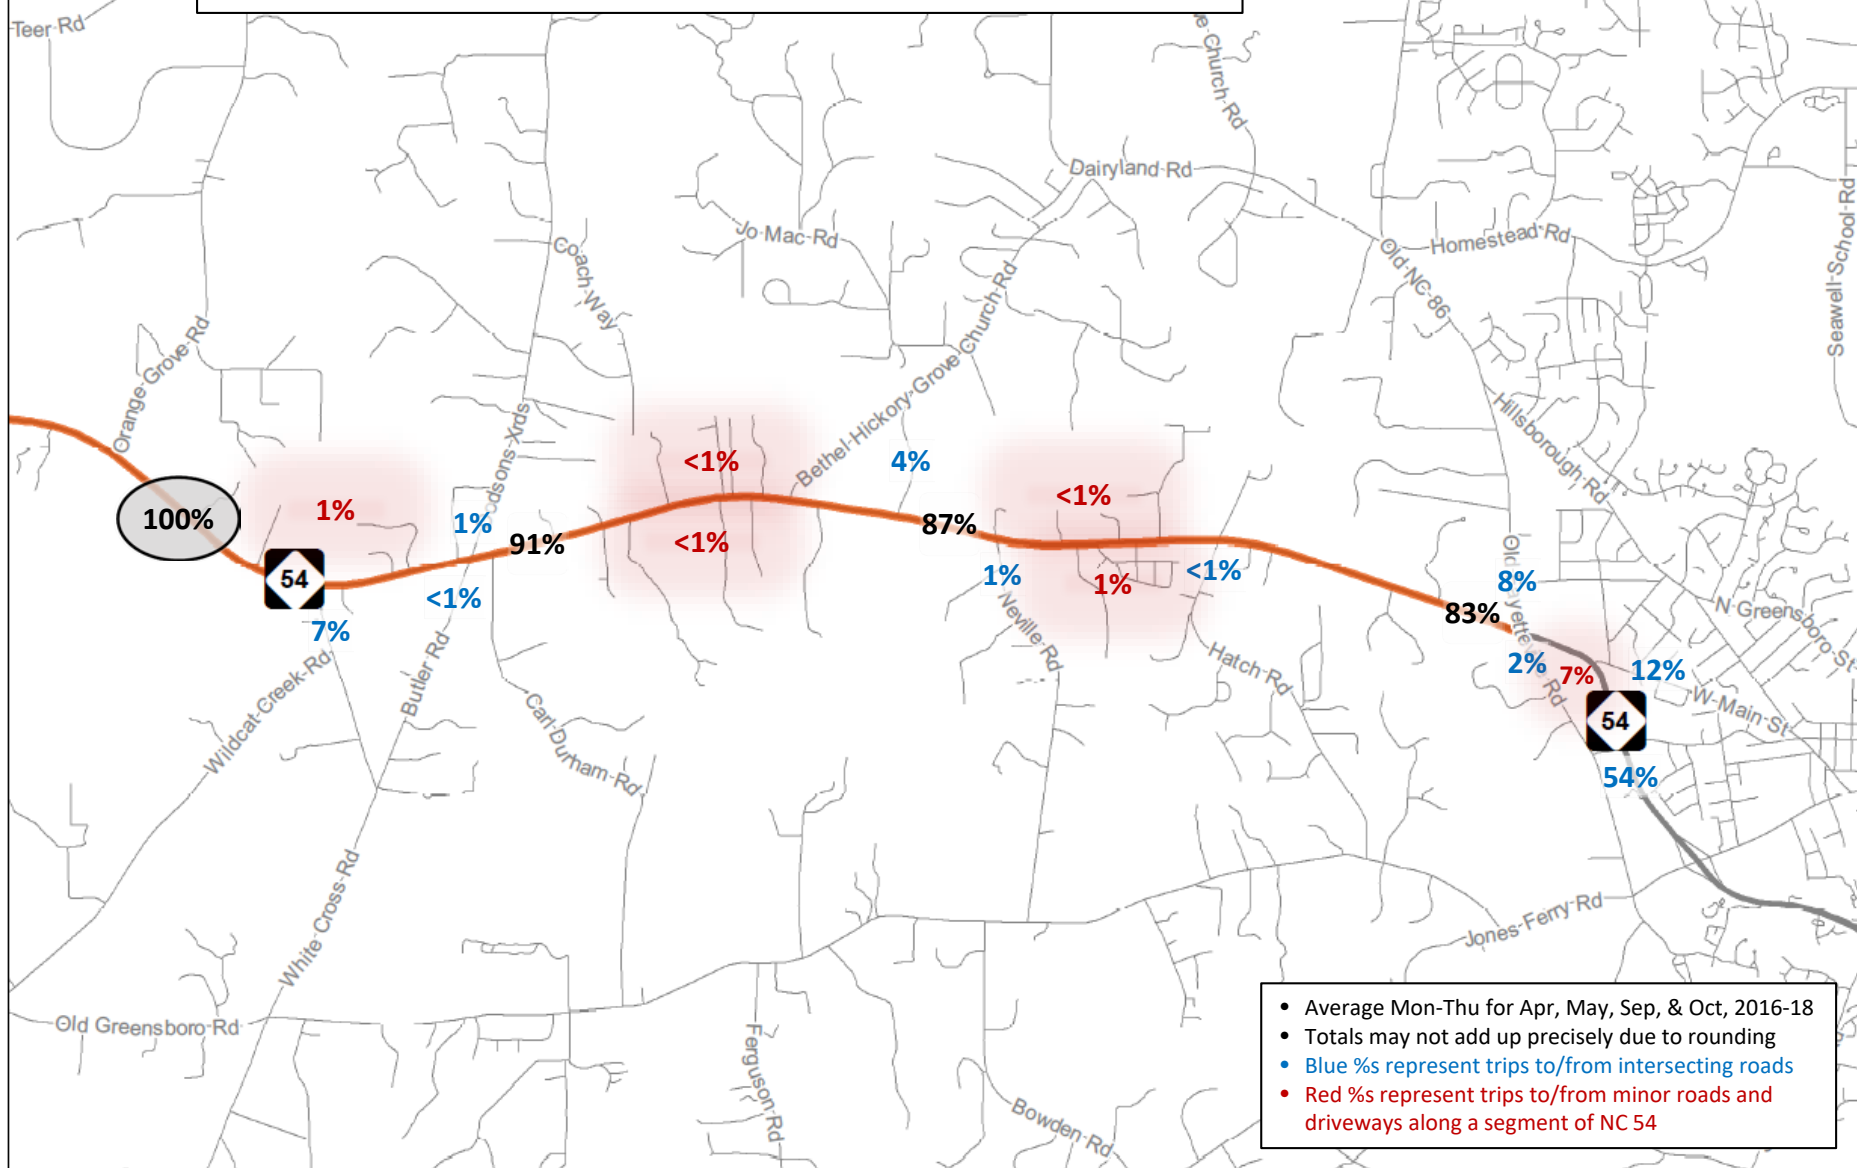 Teer Rd
e Church Rd
Dairyland Rd
Jo Mac Rd
Coach Way
Homestead Rd
Old NC 86
Seawell School Rd
Orange Grove Rd
Bethel Hickory Grove Church Rd
Hillsborough Rd
odsons Xrds
<1%
4%
<1%
100%
1%
1%
91%
<1%
87%
1%
<1%
1%
<1%
54
<1%
7%
83%
8%
Old
ayette
e Rd
N Greensboro St
2%
7%
12%
W Main St
54
54%
Neville Rd
Hatch Rd
Butler Rd
Wildcat Creek Rd
Carl Durham Rd
White Cross Rd
Jones Ferry Rd
Old Greensboro Rd
Ferguson Rd
Bowden Rd
• Average Mon-Thu for Apr, May, Sep, & Oct, 2016-18
• Totals may not add up precisely due to rounding
• Blue %s represent trips to/from intersecting roads
• Red %s represent trips to/from minor roads and
driveways along a segment of NC 54